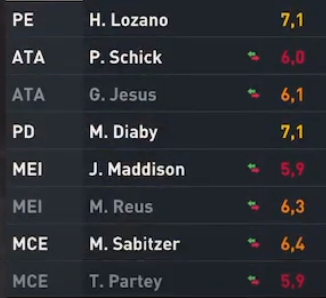 PE H. Lozano 7,1
ATA P. Schick 6,0
ATA G. Jesus 6,1
PD M. Diaby 7,1
MEI J. Maddison 5,9
MEI M. Reus 6,3
MCE M. Sabitzer 6,4
MCE T. Partey 5,9